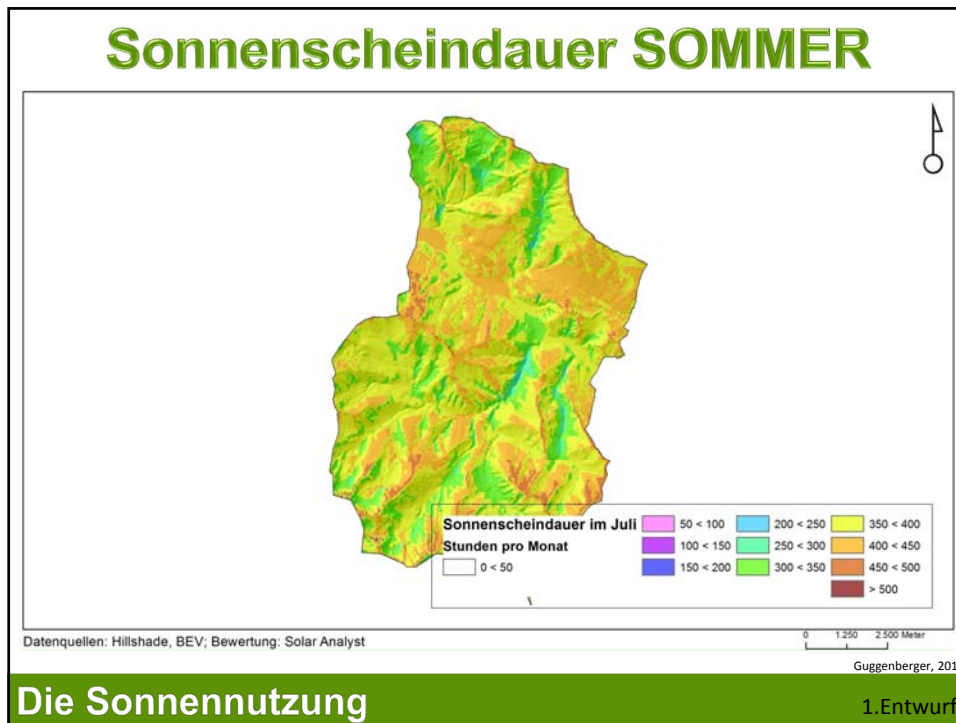 Sonnenscheindauer SOMMER
Sonnenscheindauer im Juli
Stunden pro Monat
0 < 50
50 < 100
100 < 150
150 < 200
200 < 250
250 < 300
300 < 350
350 < 400
400 < 450
450 < 500
> 500
Datenquellen: Hillshade, BEV; Bewertung: Solar Analyst
0 1.250 2.500 Meter
Guggenberger, 201
Die Sonnennutzung
1.Entwurf